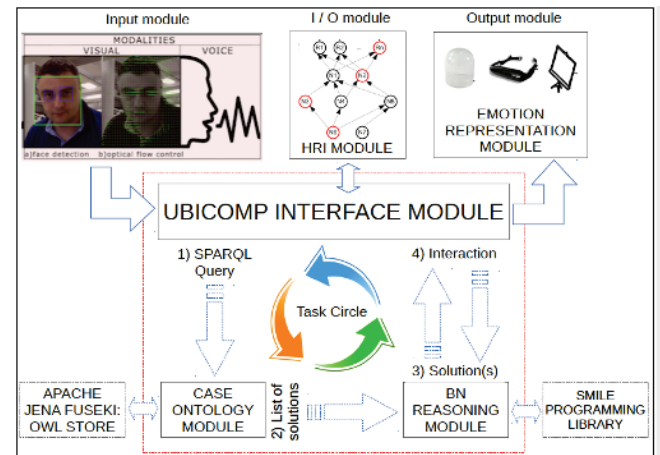 Input module
I / O module
Output module
MODALITIES
VISUAL
VOICE
a)face detection
b)optical flow control
HRI MODULE
EMOTION
REPRESENTATION
MODULE
UBICOMP INTERFACE MODULE
1) SPARQL
Query
4) Interaction
Task Circle
3) Solution(s)
APACHE
JENA FUSEKI:
OWL STORE
CASE
ONTOLOGY
MODULE
2) List of
solutions
BN
REASONING
MODULE
SMILE
PROGRAMMING
LIBRARY